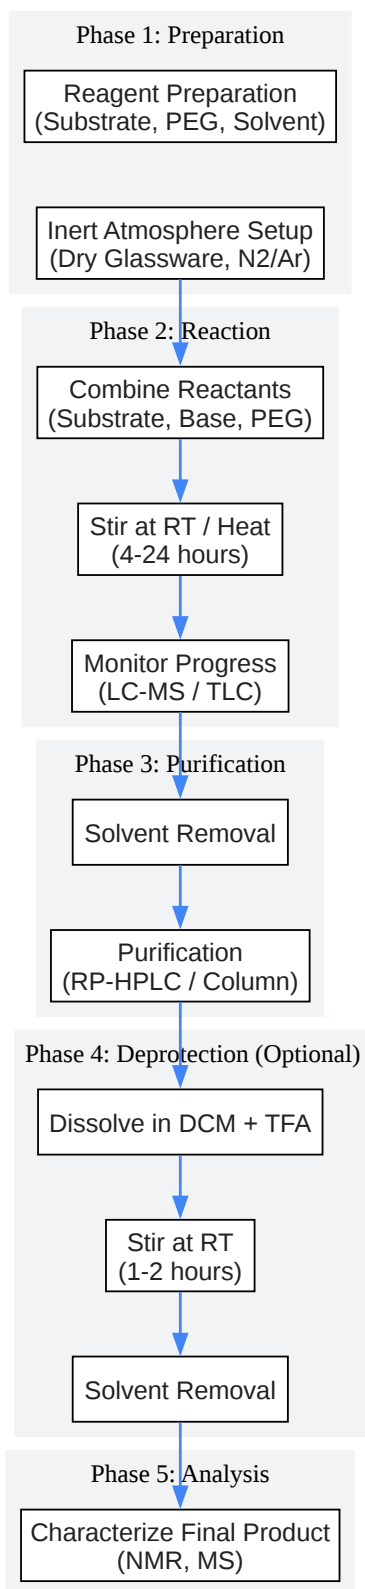 Phase 1: Preparation
Reagent Preparation
(Substrate, PEG, Solvent)
Inert Atmosphere Setup
(Dry Glassware, N2/Ar)
Phase 2: Reaction
Combine Reactants
(Substrate, Base, PEG)
Stir at RT / Heat
(4-24 hours)
Monitor Progress
(LC-MS / TLC)
Phase 3: Purification
Solvent Removal
Purification
(RP-HPLC / Column)
Phase 4: Deprotection (Optional)
Dissolve in DCM + TFA
Stir at RT
(1-2 hours)
Solvent Removal
Phase 5: Analysis
Characterize Final Product
(NMR, MS)